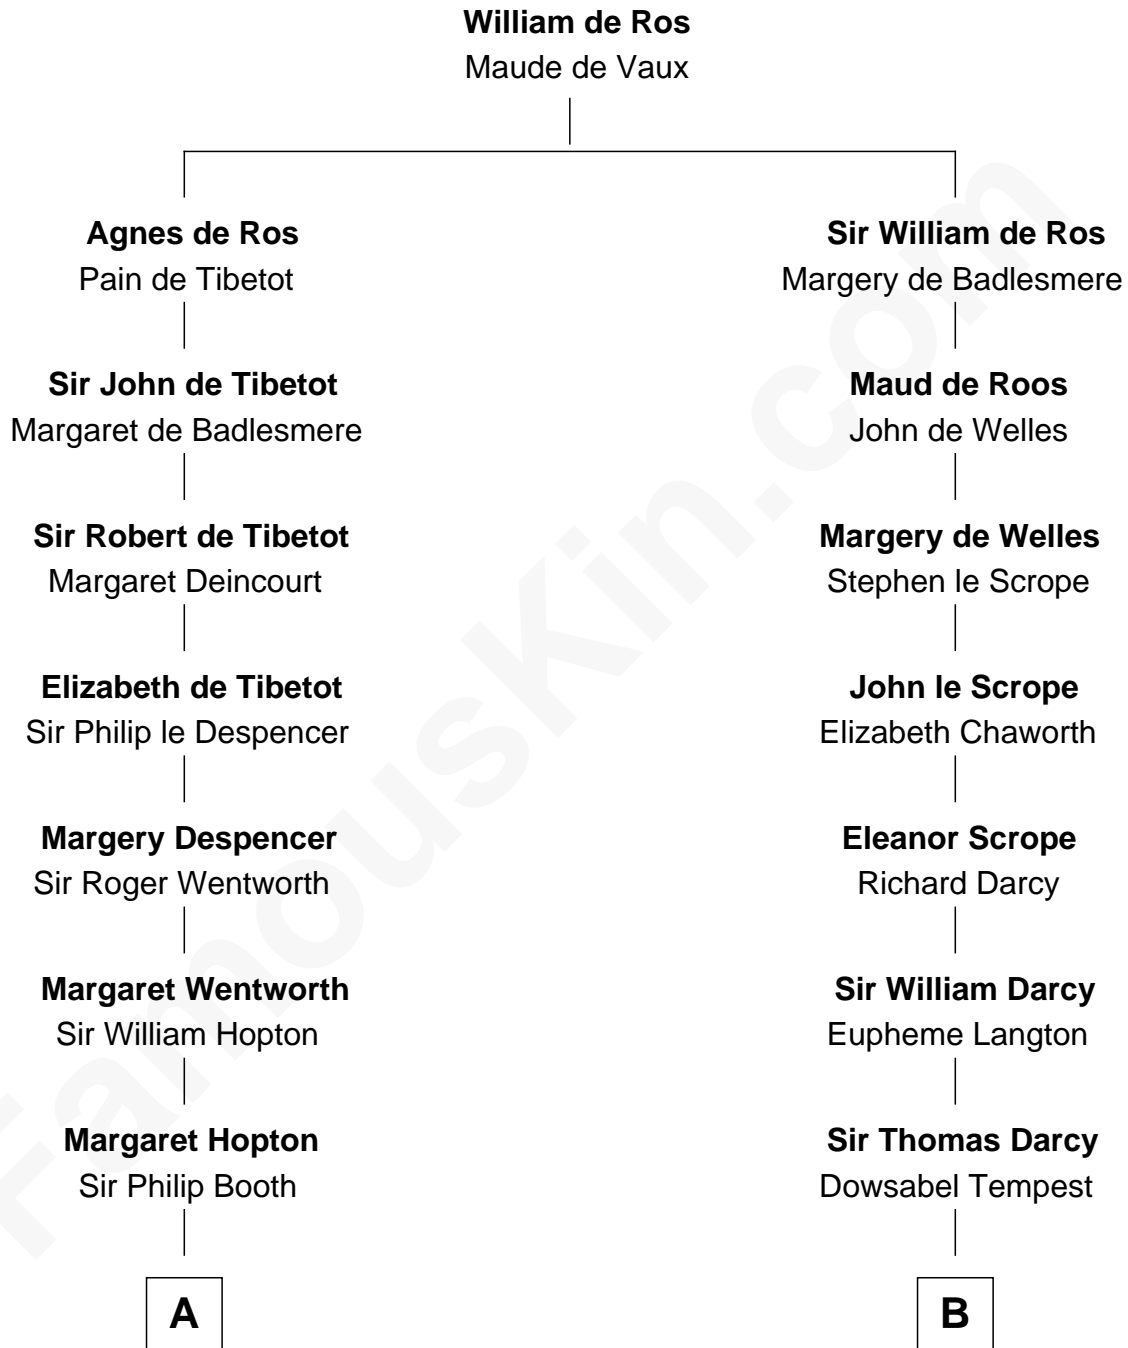 William de Ros
Maude de Vaux
Agnes de Ros
Pain de Tibetot
Sir William de Ros
Margery de Badlesmere
Sir John de Tibetot
Margaret de Badlesmere
Maud de Roos
John de Welles
Sir Robert de Tibetot
Margaret Deincourt
Margery de Welles
Stephen le Scrope
Elizabeth de Tibetot
Sir Philip le Despencer
John le Scrope
Elizabeth Chaworth
Margery Despencer
Sir Roger Wentworth
Eleanor Scrope
Richard Darcy
Margaret Wentworth
Sir William Hopton
Sir William Darcy
Eupheme Langton
Margaret Hopton
Sir Philip Booth
Sir Thomas Darcy
Dowsabel Tempest
A
B
FamousKin.com